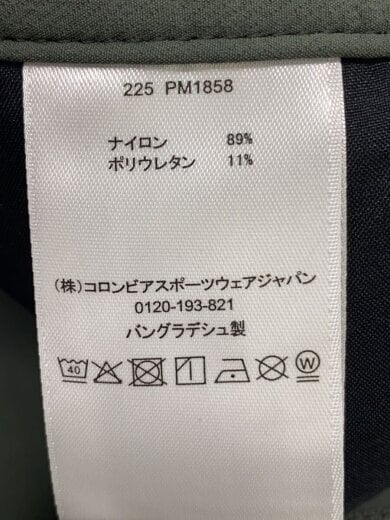 225 PM1858
ナイロン 89%
ポリウレタン 11%
(株)コロンビアスポーツウェアジャパン
0120-193-821
バングラデシュ製
40 W